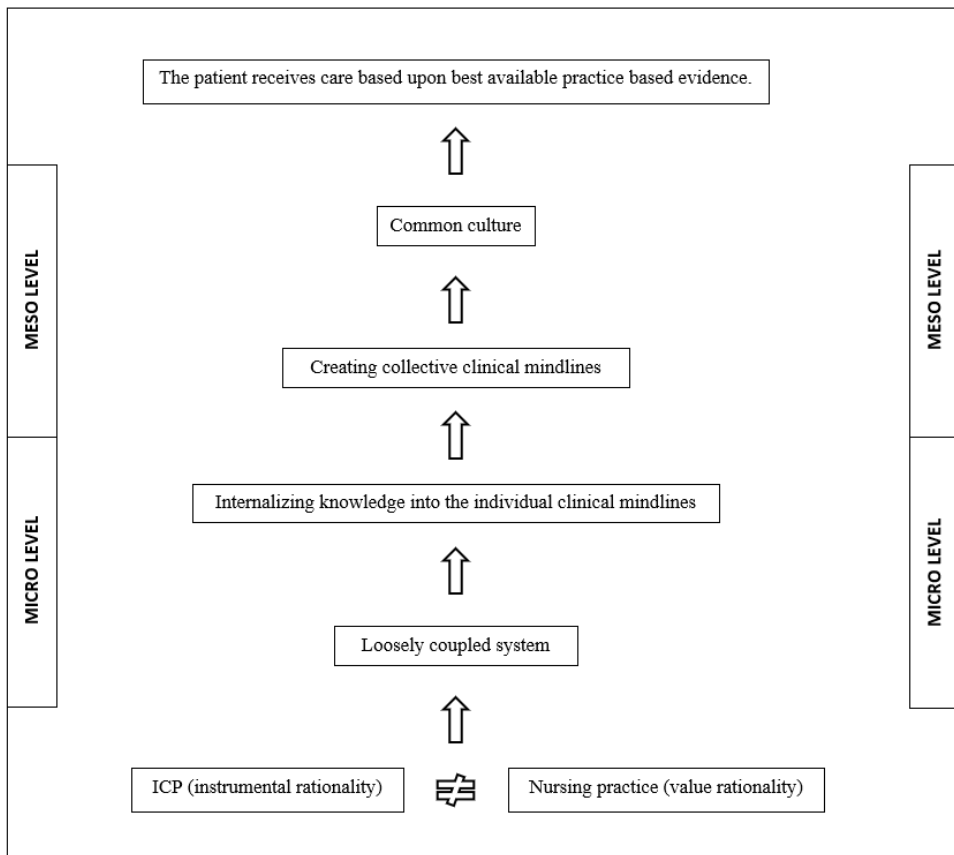 The patient receives care based upon best available practice based evidence.
MESO LEVEL
MESO LEVEL
Common culture
Creating collective clinical mindlines
MICRO LEVEL
MICRO LEVEL
Internalizing knowledge into the individual clinical mindlines
Loosely coupled system
ICP (instrumental rationality) ≠ Nursing practice (value rationality)